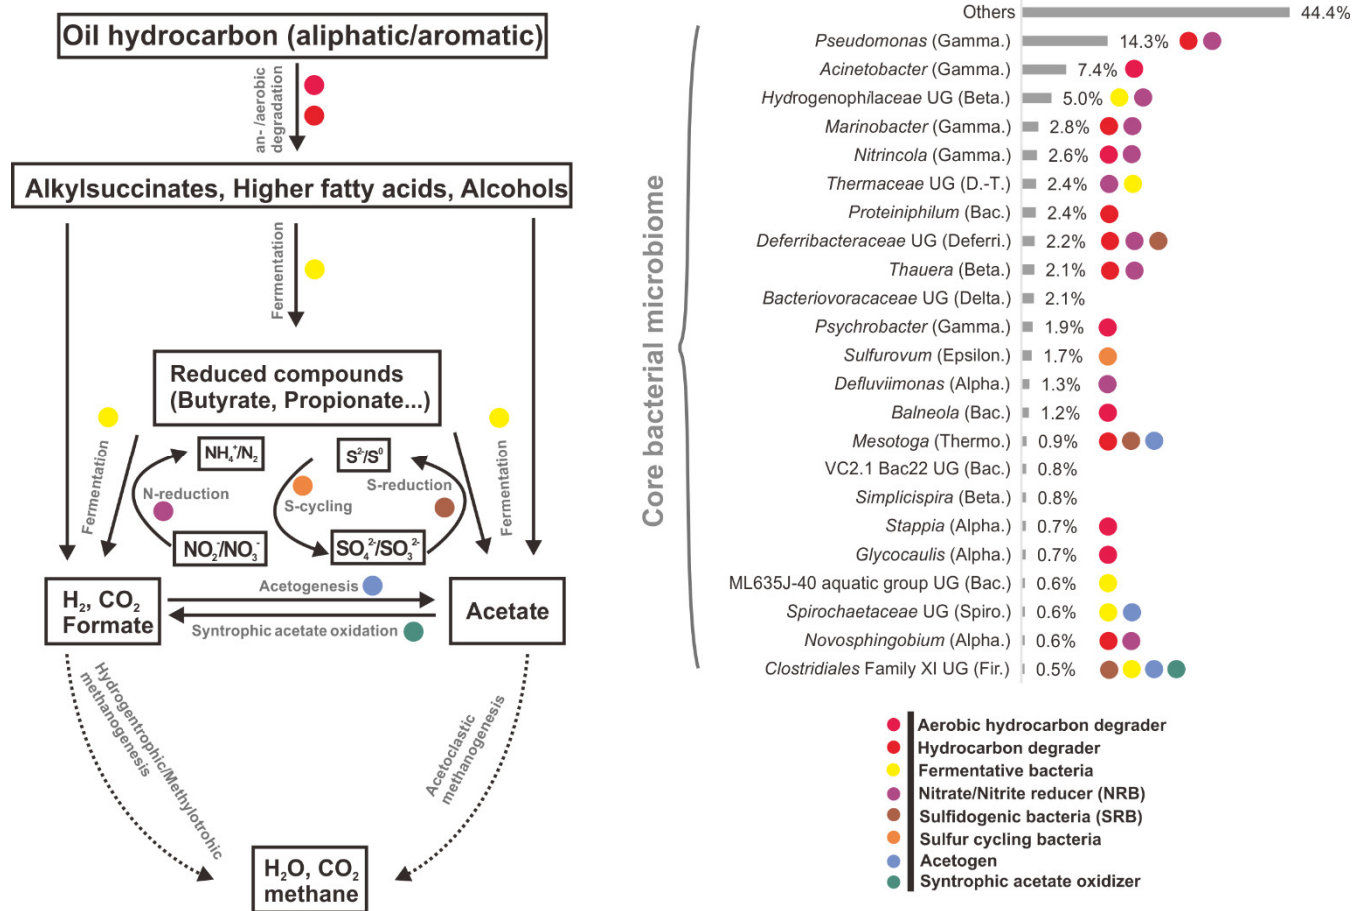 Oil hydrocarbon (aliphatic/aromatic)
an- /aerobic
degradation
Alkylsuccinates, Higher fatty acids, Alcohols
Fermentation
Reduced compounds
(Butyrate, Propionate...)
Fermentation
NH₄⁺/N₂
S²⁻/S⁰
N-reduction
S-cycling
S-reduction
Fermentation
NO₂⁻/NO₃⁻
SO₄²⁻/SO₃²⁻
H₂, CO₂
Formate
Acetogenesis
Syntrophic acetate oxidation
Acetate
Hydrogentrophic/Methylotrohic
methanogenesis
Acetoclastic
methanogenesis
H₂O, CO₂
methane
Core bacterial microbiome
Others 44.4%
Pseudomonas (Gamma.) 14.3%
Acinetobacter (Gamma.) 7.4%
Hydrogenophilaceae UG (Beta.) 5.0%
Marinobacter (Gamma.) 2.8%
Nitrincola (Gamma.) 2.6%
Thermaceae UG (D.-T.) 2.4%
Proteiniphilum (Bac.) 2.4%
Deferribacteraceae UG (Deferri.) 2.2%
Thauera (Beta.) 2.1%
Bacteriovoracaceae UG (Delta.) 2.1%
Psychrobacter (Gamma.) 1.9%
Sulfurovum (Epsilon.) 1.7%
Defluviimonas (Alpha.) 1.3%
Balneola (Bac.) 1.2%
Mesotoga (Thermo.) 0.9%
VC2.1 Bac22 UG (Bac.) 0.8%
Simplicispira (Beta.) 0.8%
Stappia (Alpha.) 0.7%
Glycocaulis (Alpha.) 0.7%
ML635J-40 aquatic group UG (Bac.) 0.6%
Spirochaetaceae UG (Spiro.) 0.6%
Novosphingobium (Alpha.) 0.6%
Clostridiales Family XI UG (Fir.) 0.5%
Aerobic hydrocarbon degrader
Hydrocarbon degrader
Fermentative bacteria
Nitrate/Nitrite reducer (NRB)
Sulfidogenic bacteria (SRB)
Sulfur cycling bacteria
Acetogen
Syntrophic acetate oxidizer